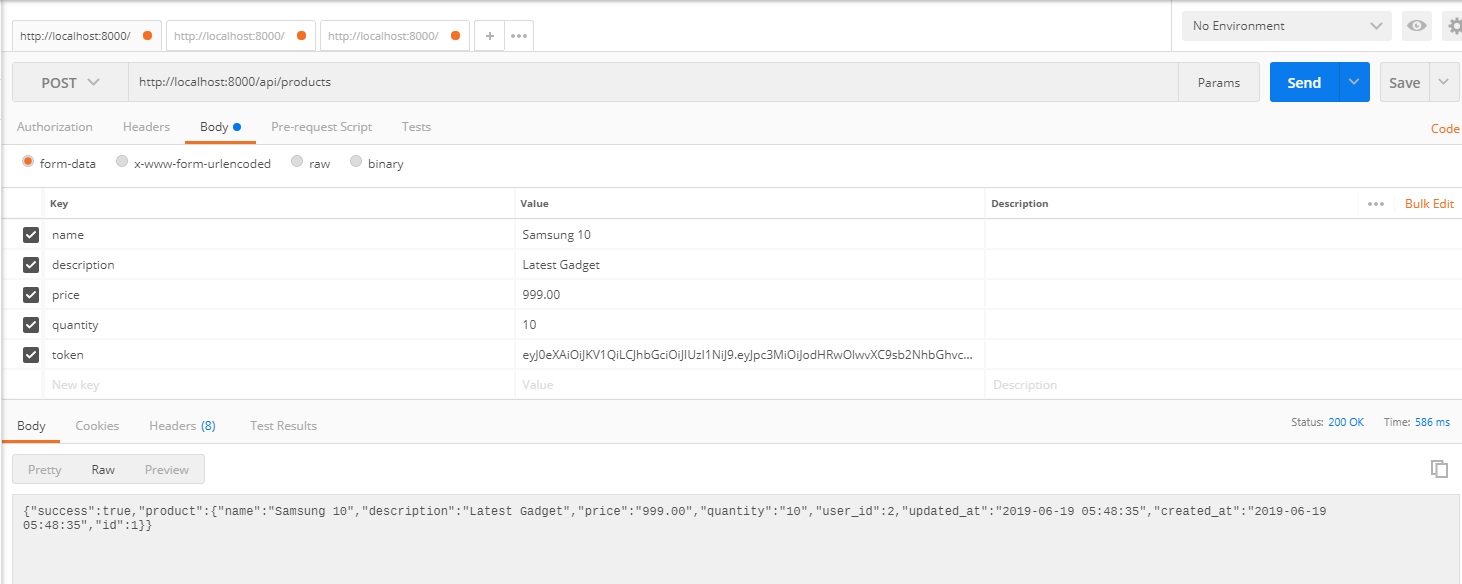 http://localhost:8000/ http://localhost:8000/ http://localhost:8000/ + ••• No Environment
POST http://localhost:8000/api/products Params Send Save
Authorization Headers Body Pre-request Script Tests Code
form-data x-www-form-urlencoded raw binary
Key Value Description ••• Bulk Edit
name Samsung 10
description Latest Gadget
price 999.00
quantity 10
token eyJ0eXAiOiJKV1QiLCJhbGciOiJIUzI1NiJ9.eyJpc3MiOiJodHRwOlwvXC9sb2NhbGhvc...
New key Value Description
Body Cookies Headers (8) Test Results Status: 200 OK Time: 586 ms
Pretty Raw Preview
{"success":true,"product":{"name":"Samsung 10","description":"Latest Gadget","price":"999.00","quantity":"10","user_id":2,"updated_at":"2019-06-19 05:48:35","created_at":"2019-06-19
05:48:35","id":1}}